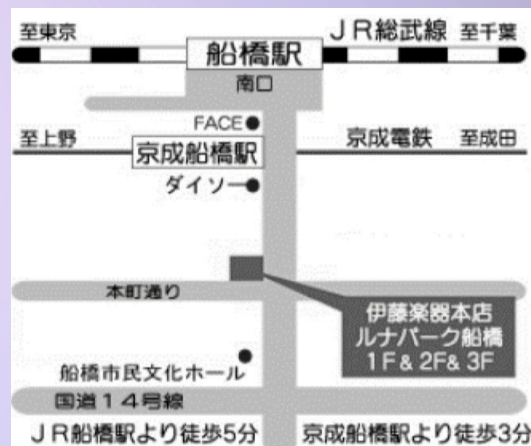 至東京
JR総武線 至千葉
船橋駅
南口
FACE
至上野
京成船橋駅
京成電鉄 至成田
ダイソー
本町通り
伊藤楽器本店
ルナパーク船橋
1F& 2F& 3F
船橋市民文化ホール
国道14号線
JR船橋駅より徒歩5分
京成船橋駅より徒歩3分